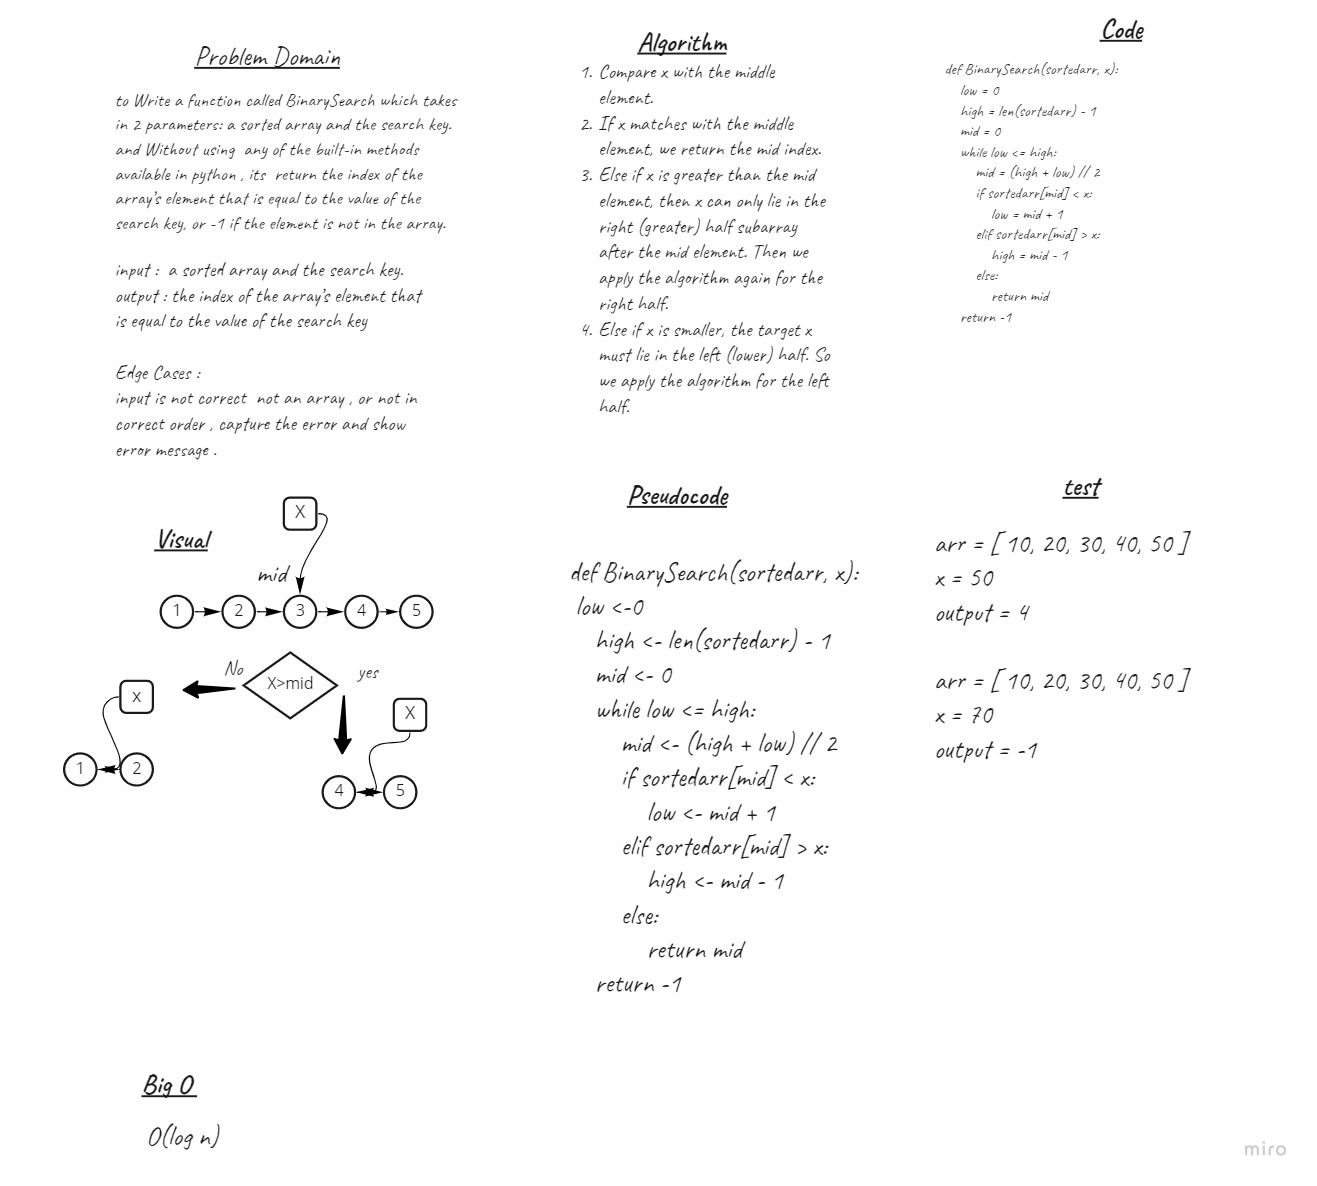 Problem Domain
to Write a function called BinarySearch which takes
in 2 parameters: a sorted array and the search key.
and Without using any of the built-in methods
available in python , its return the index of the
array's element that is equal to the value of the
search key, or -1 if the element is not in the array.
input : a sorted array and the search key.
output : the index of the array's element that
is equal to the value of the search key
Edge Cases :
input is not correct not an array , or not in
correct order , capture the error and show
error message .
Visual
X
mid
1 2 3 4 5
No
X>mid
yes
x
X
1 2
4 5
Big O
O(log n)
Algorithm
1. Compare x with the middle
element.
2. If x matches with the middle
element, we return the mid index.
3. Else if x is greater than the mid
element, then x can only lie in the
right (greater) half subarray
after the mid element. Then we
apply the algorithm again for the
right half.
4. Else if x is smaller, the target x
must lie in the left (lower) half. So
we apply the algorithm for the left
half.
Pseudocode
def BinarySearch(sortedarr, x):
low <-0
high <- len(sortedarr) - 1
mid <- 0
while low <= high:
mid <- (high + low) // 2
if sortedarr[mid] < x:
low <- mid + 1
elif sortedarr[mid] > x:
high <- mid - 1
else:
return mid
return -1
Code
def BinarySearch(sortedarr, x):
low = 0
high = len(sortedarr) - 1
mid = 0
while low <= high:
mid = (high + low) // 2
if sortedarr[mid] < x:
low = mid + 1
elif sortedarr[mid] > x:
high = mid - 1
else:
return mid
return -1
test
arr = [ 10, 20, 30, 40, 50 ]
x = 50
output = 4
arr = [ 10, 20, 30, 40, 50 ]
x = 70
output = -1
miro